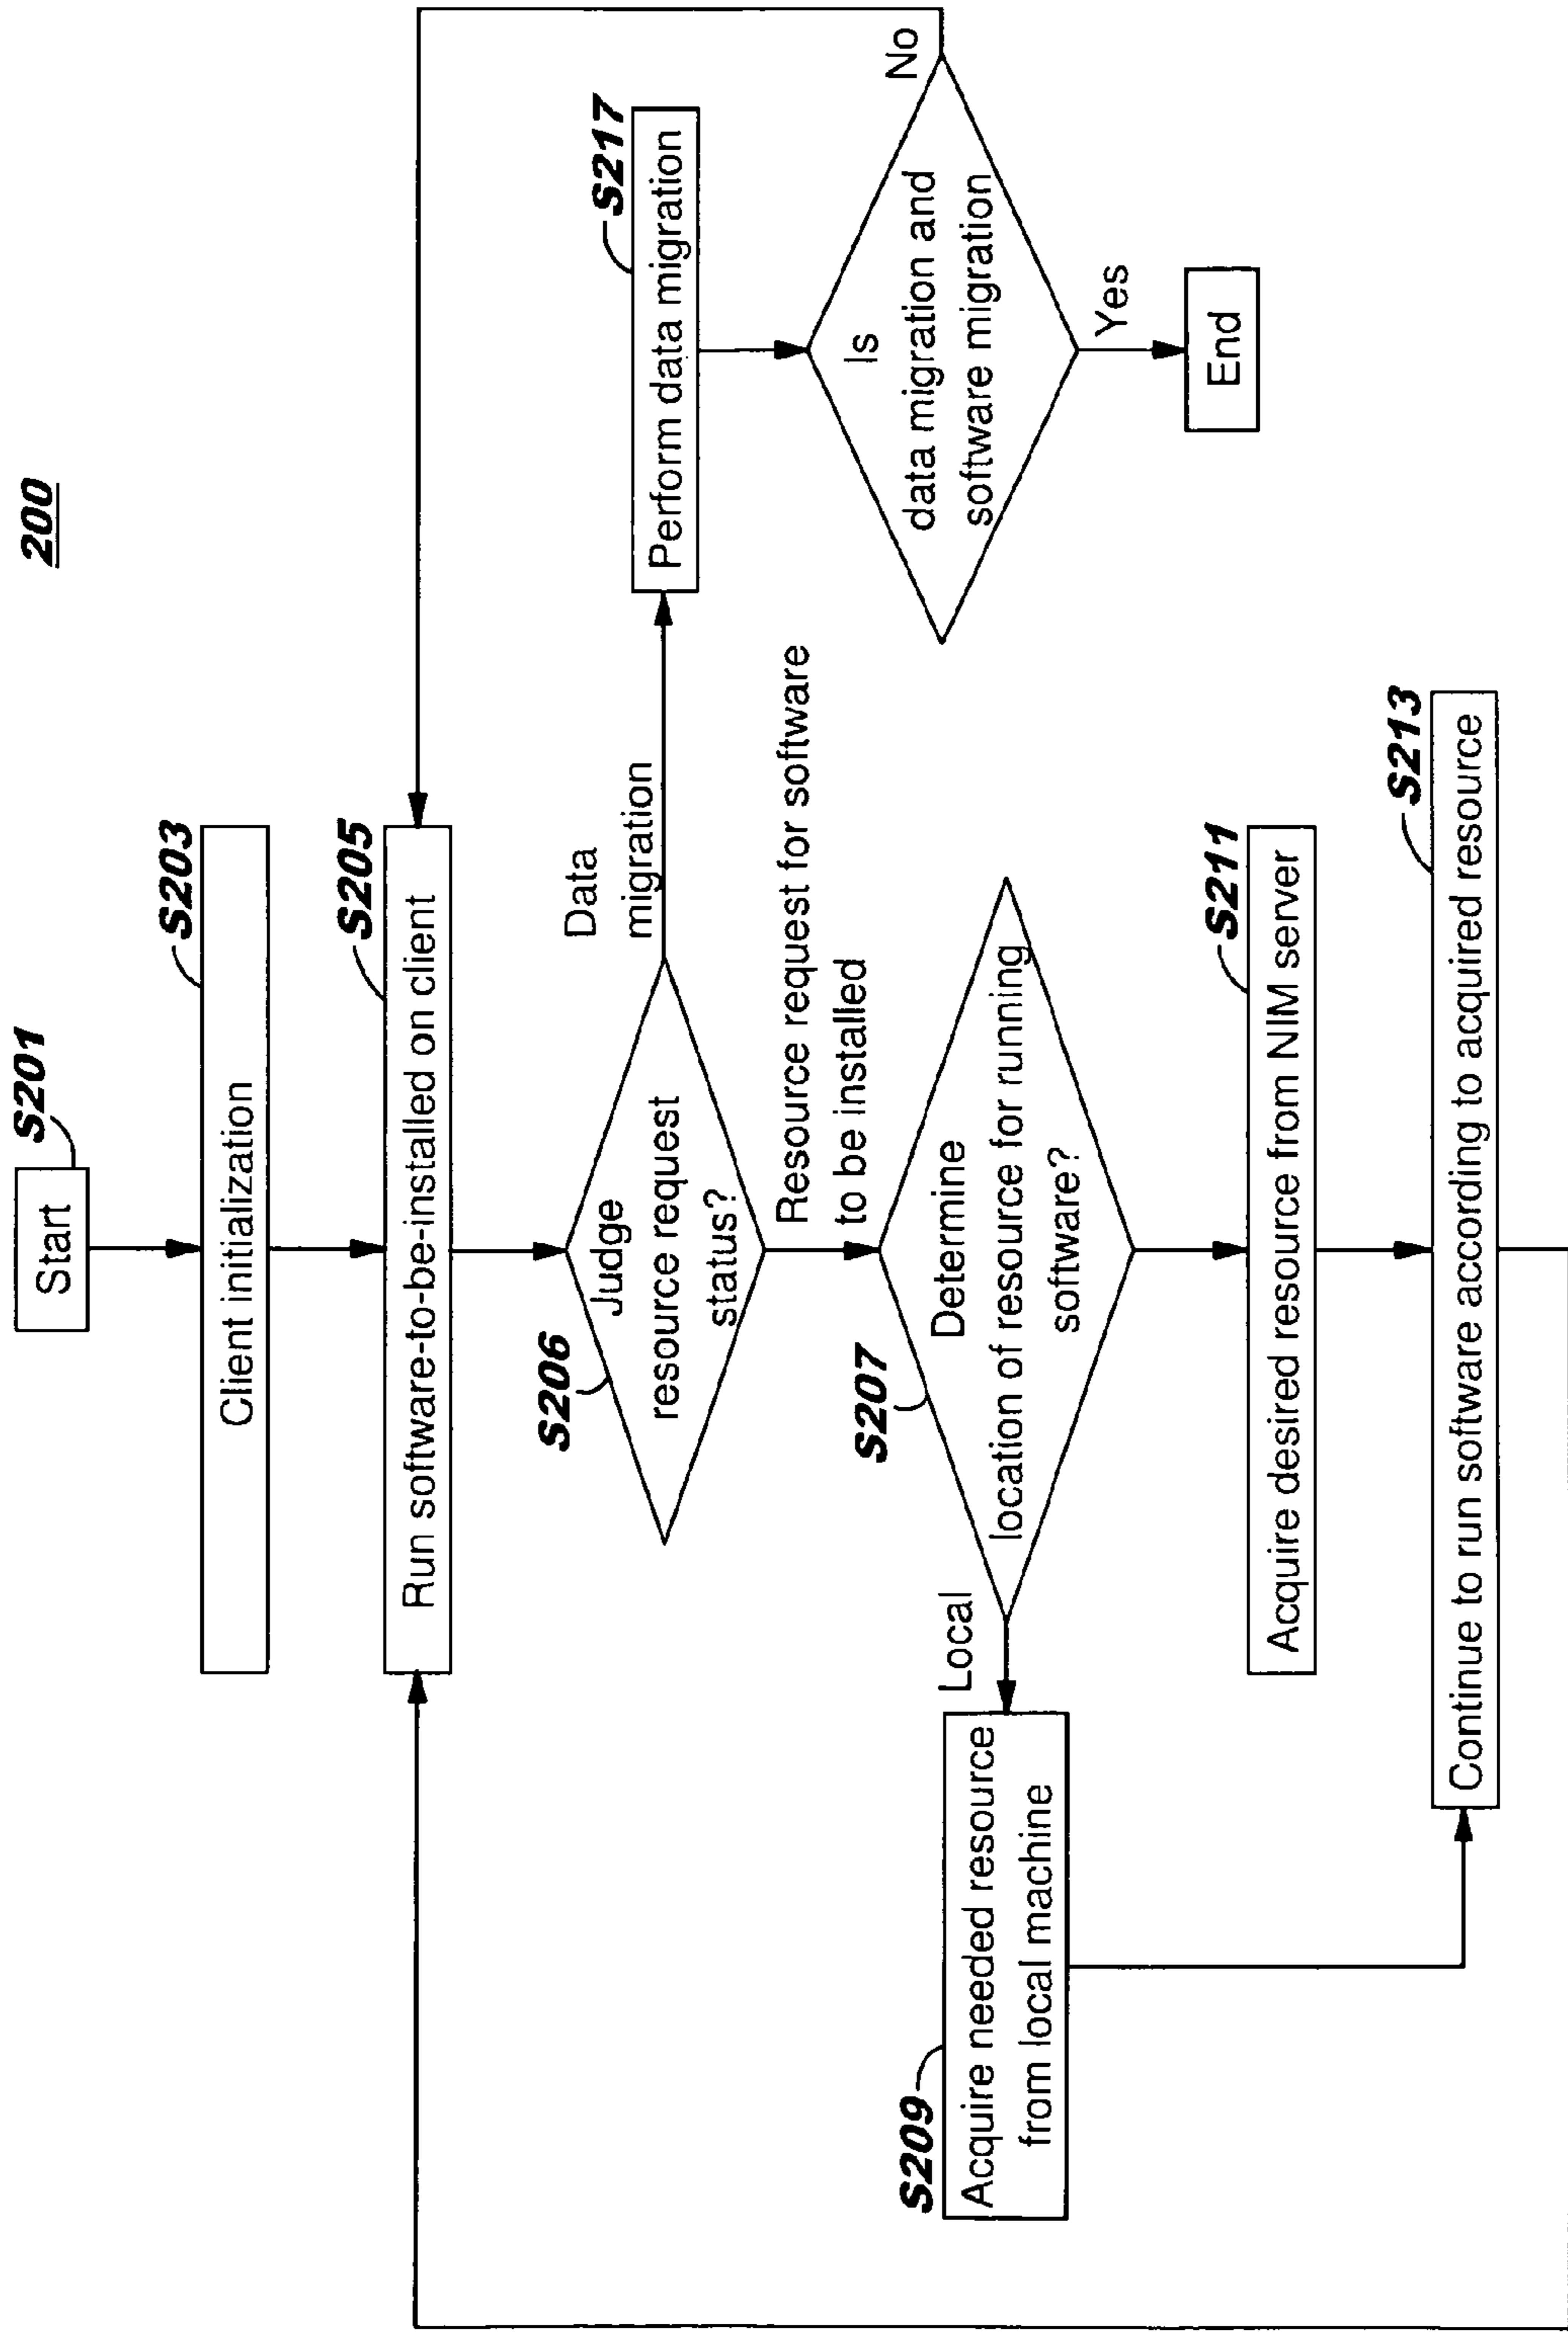 200
Start
S201
Client initialization
S203
Run software-to-be-installed on client
S205
Judge
resource request
status?
S206
Data
migration
Perform data migration
S217
Is
data migration and
software migration
No
Yes
End
Resource request for software
to be installed
Determine
location of resource for running
software?
S207
Local
Acquire needed resource
from local machine
S209
Acquire desired resource from NIM server
S211
Continue to run software according to acquired resource
S213